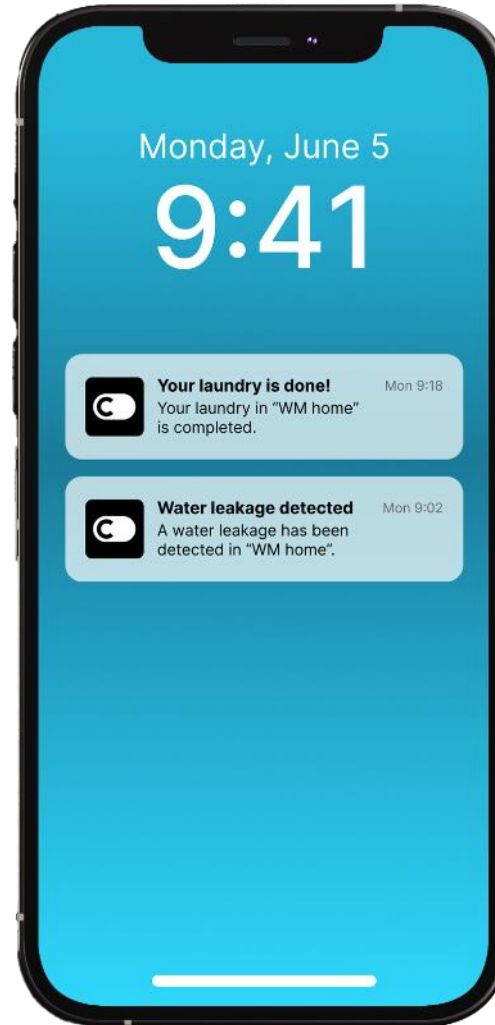 Monday, June 5
9:41
Your laundry is done!
Mon 9:18
Your laundry in “WM home”
is completed.
Water leakage detected
Mon 9:02
A water leakage has been
detected in “WM home”.